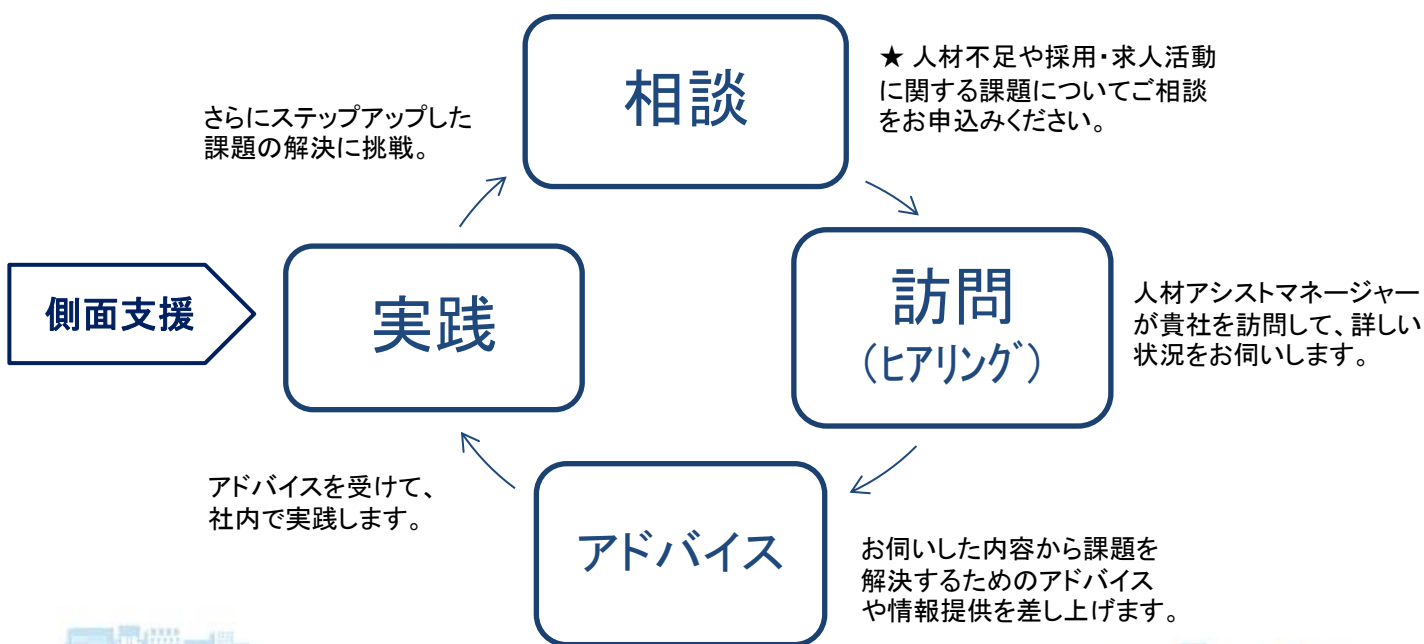 相談
★ 人材不足や採用・求人活動
に関する課題についてご相談
をお申込みください。
訪問
（ﾋｱﾘﾝｸﾞ）
人材アシストマネージャー
が貴社を訪問して、詳しい
状況をお伺いします。
アドバイス
お伺いした内容から課題を
解決するためのアドバイス
や情報提供を差し上げます。
実践
アドバイスを受けて、
社内で実践します。
側面支援
さらにステップアップした
課題の解決に挑戦。